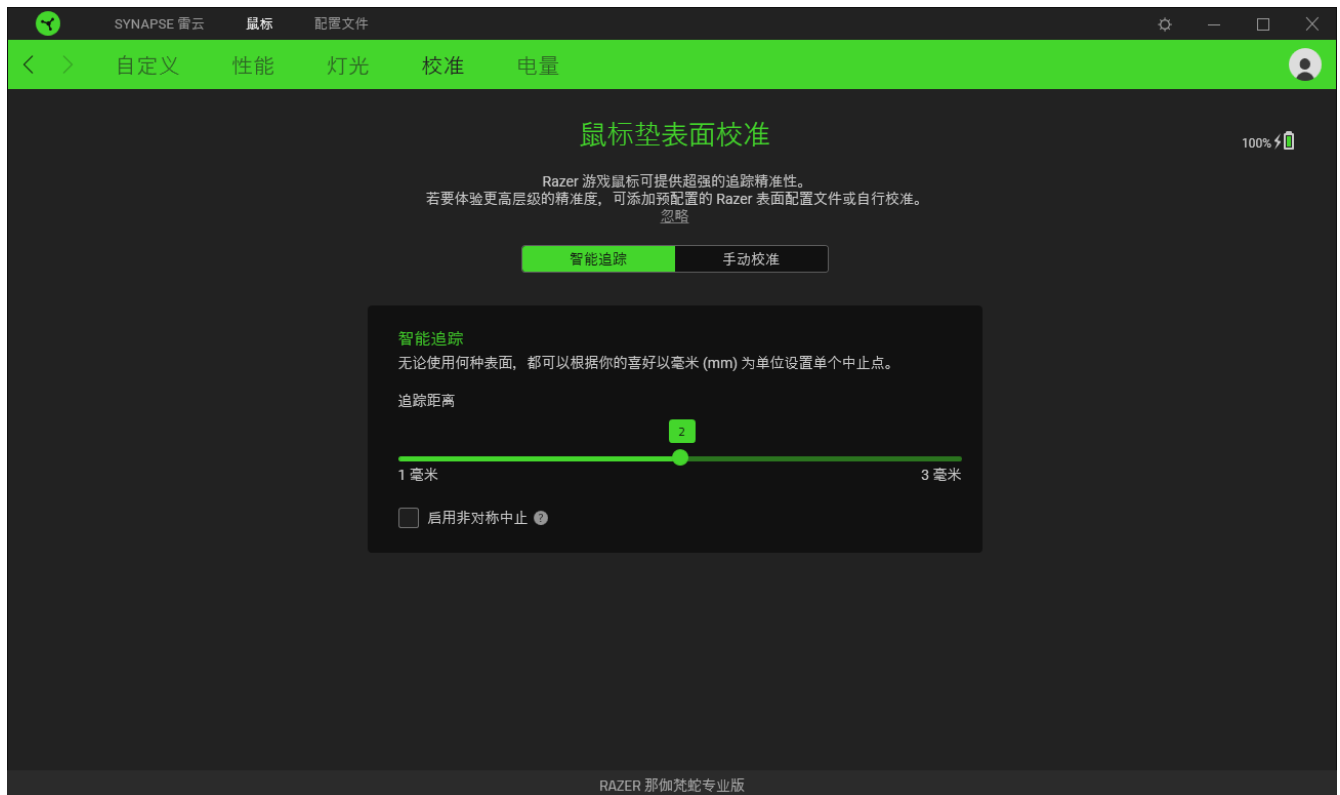 SYNAPSE 雷云 鼠标 配置文件
自定义 性能 灯光 校准 电量
鼠标垫表面校准
100%
Razer 游戏鼠标可提供超强的追踪精准性。
若要体验更高层级的精准度，可添加预配置的 Razer 表面配置文件或自行校准。
忽略
智能追踪 手动校准
智能追踪
无论使用何种表面，都可以根据你的喜好以毫米 (mm) 为单位设置单个中止点。
追踪距离
2
1 毫米 3 毫米
启用非对称中止 ?
RAZER 那伽梵蛇专业版